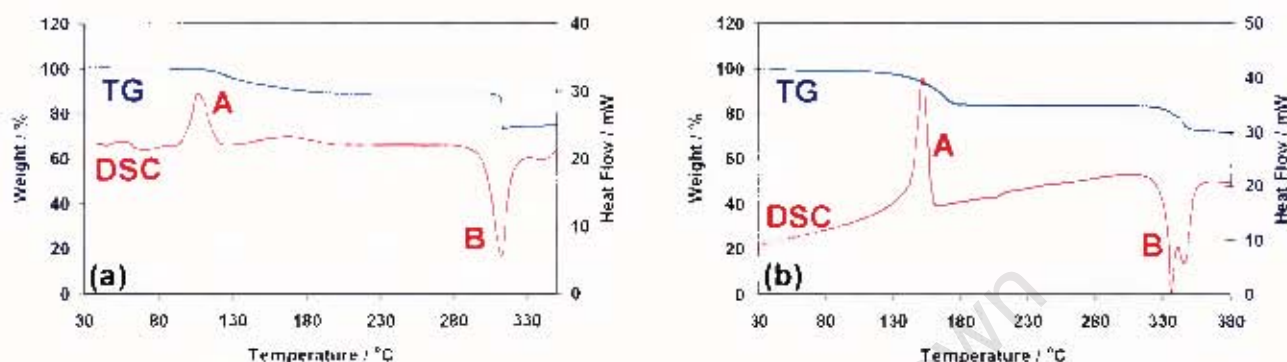 120
100
80
60
40
20
0
Weight / %
40
30
20
10
0
Heat Flow / mW
TG
A
DSC
B
(a)
30 80 130 180 230 280 330
Temperature / °C
120
100
80
60
40
20
0
Weight / %
50
40
30
20
10
0
Heat Flow / mW
TG
A
DSC
B
(b)
30 80 130 180 230 280 330 380
Temperature / °C
wn